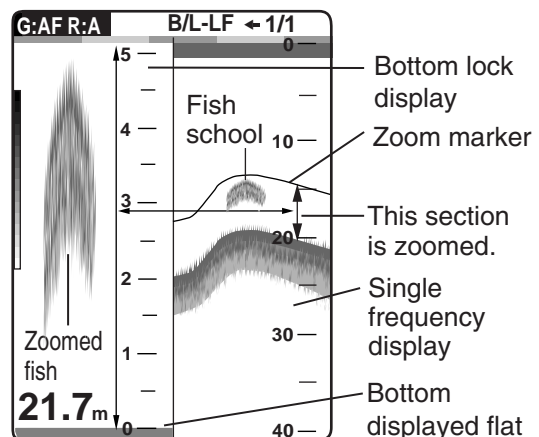 G:AF R:A
B/L-LF ← 1/1
5
4
3
2
1
0
0
10
20
30
40
Fish
school
Zoomed
fish
21.7m
Bottom lock
display
Zoom marker
This section
is zoomed.
Single
frequency
display
Bottom
displayed flat